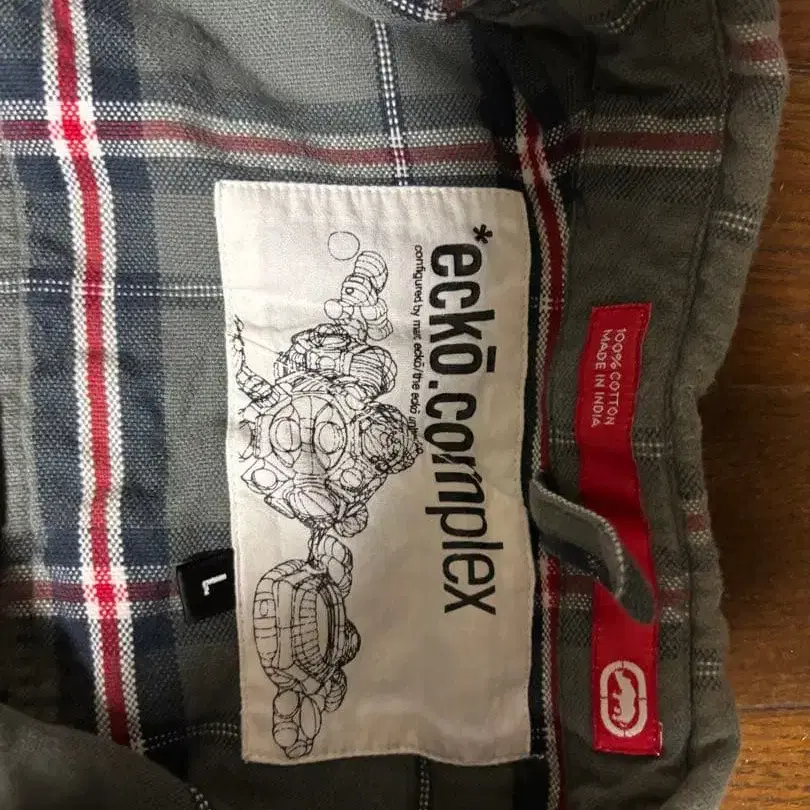 *eckō.complex
configured by marc eckō/the eckō unltd.
100% COTTON
MADE IN INDIA
L